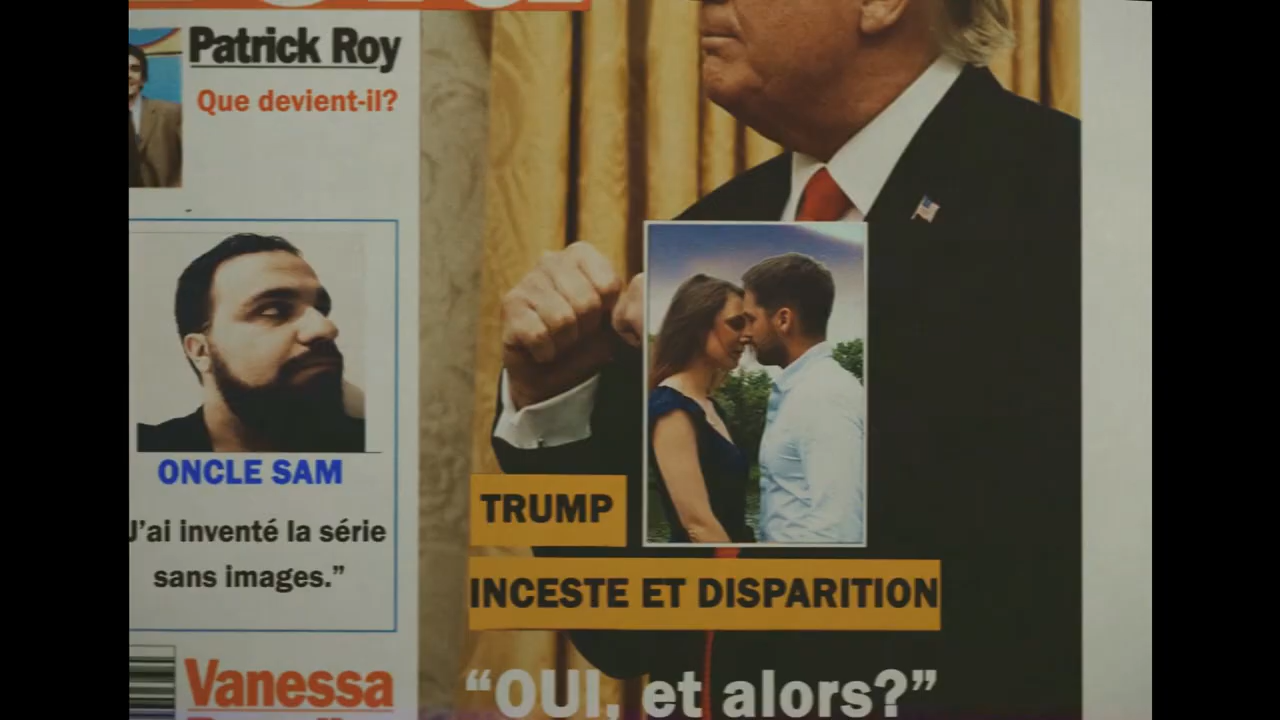 Patrick Roy
Que devient-il?
ONCLE SAM
J'ai inventé la série
sans images.”
TRUMP
INCESTE ET DISPARITION
“OUI, et alors?”
Vanessa